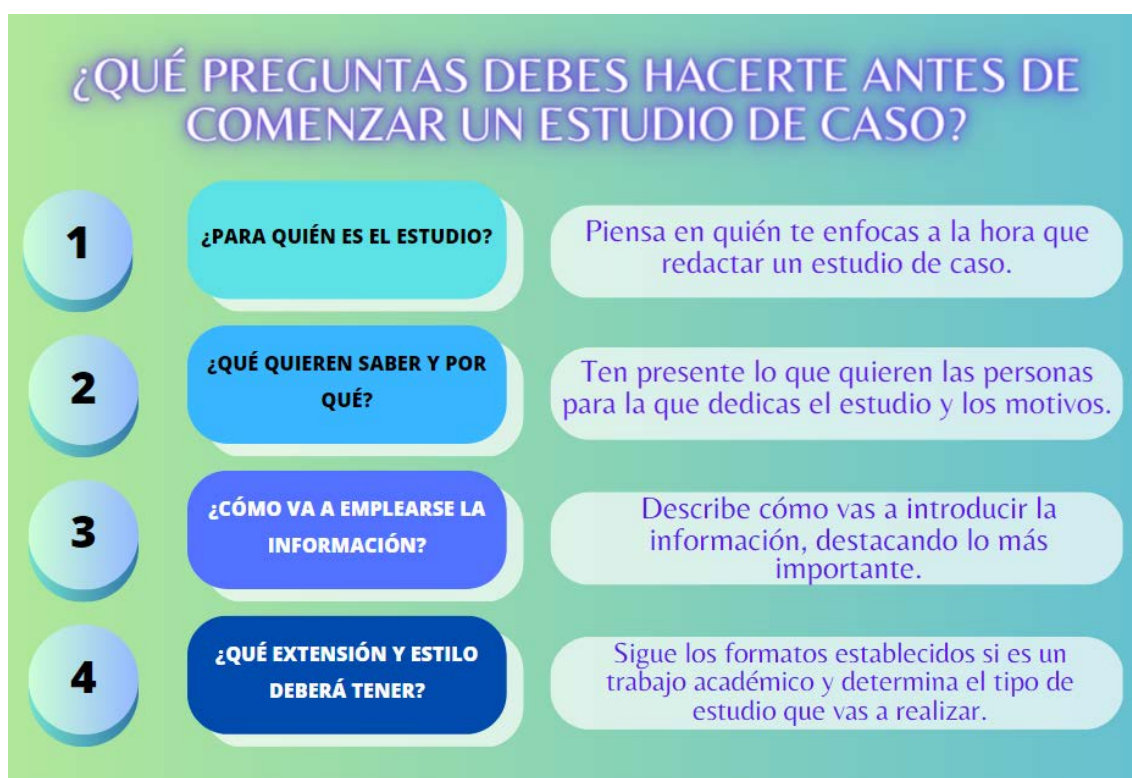 ¿QUÉ PREGUNTAS DEBES HACERTE ANTES DE
COMENZAR UN ESTUDIO DE CASO?
1
¿PARA QUIÉN ES EL ESTUDIO?
Piensa en quién te enfocas a la hora que
redactar un estudio de caso.
2
¿QUÉ QUIEREN SABER Y POR
QUÉ?
Ten presente lo que quieren las personas
para la que dedicas el estudio y los motivos.
3
¿CÓMO VA A EMPLEARSE LA
INFORMACIÓN?
Describe cómo vas a introducir la
información, destacando lo más
importante.
4
¿QUÉ EXTENSIÓN Y ESTILO
DEBERÁ TENER?
Sigue los formatos establecidos si es un
trabajo académico y determina el tipo de
estudio que vas a realizar.